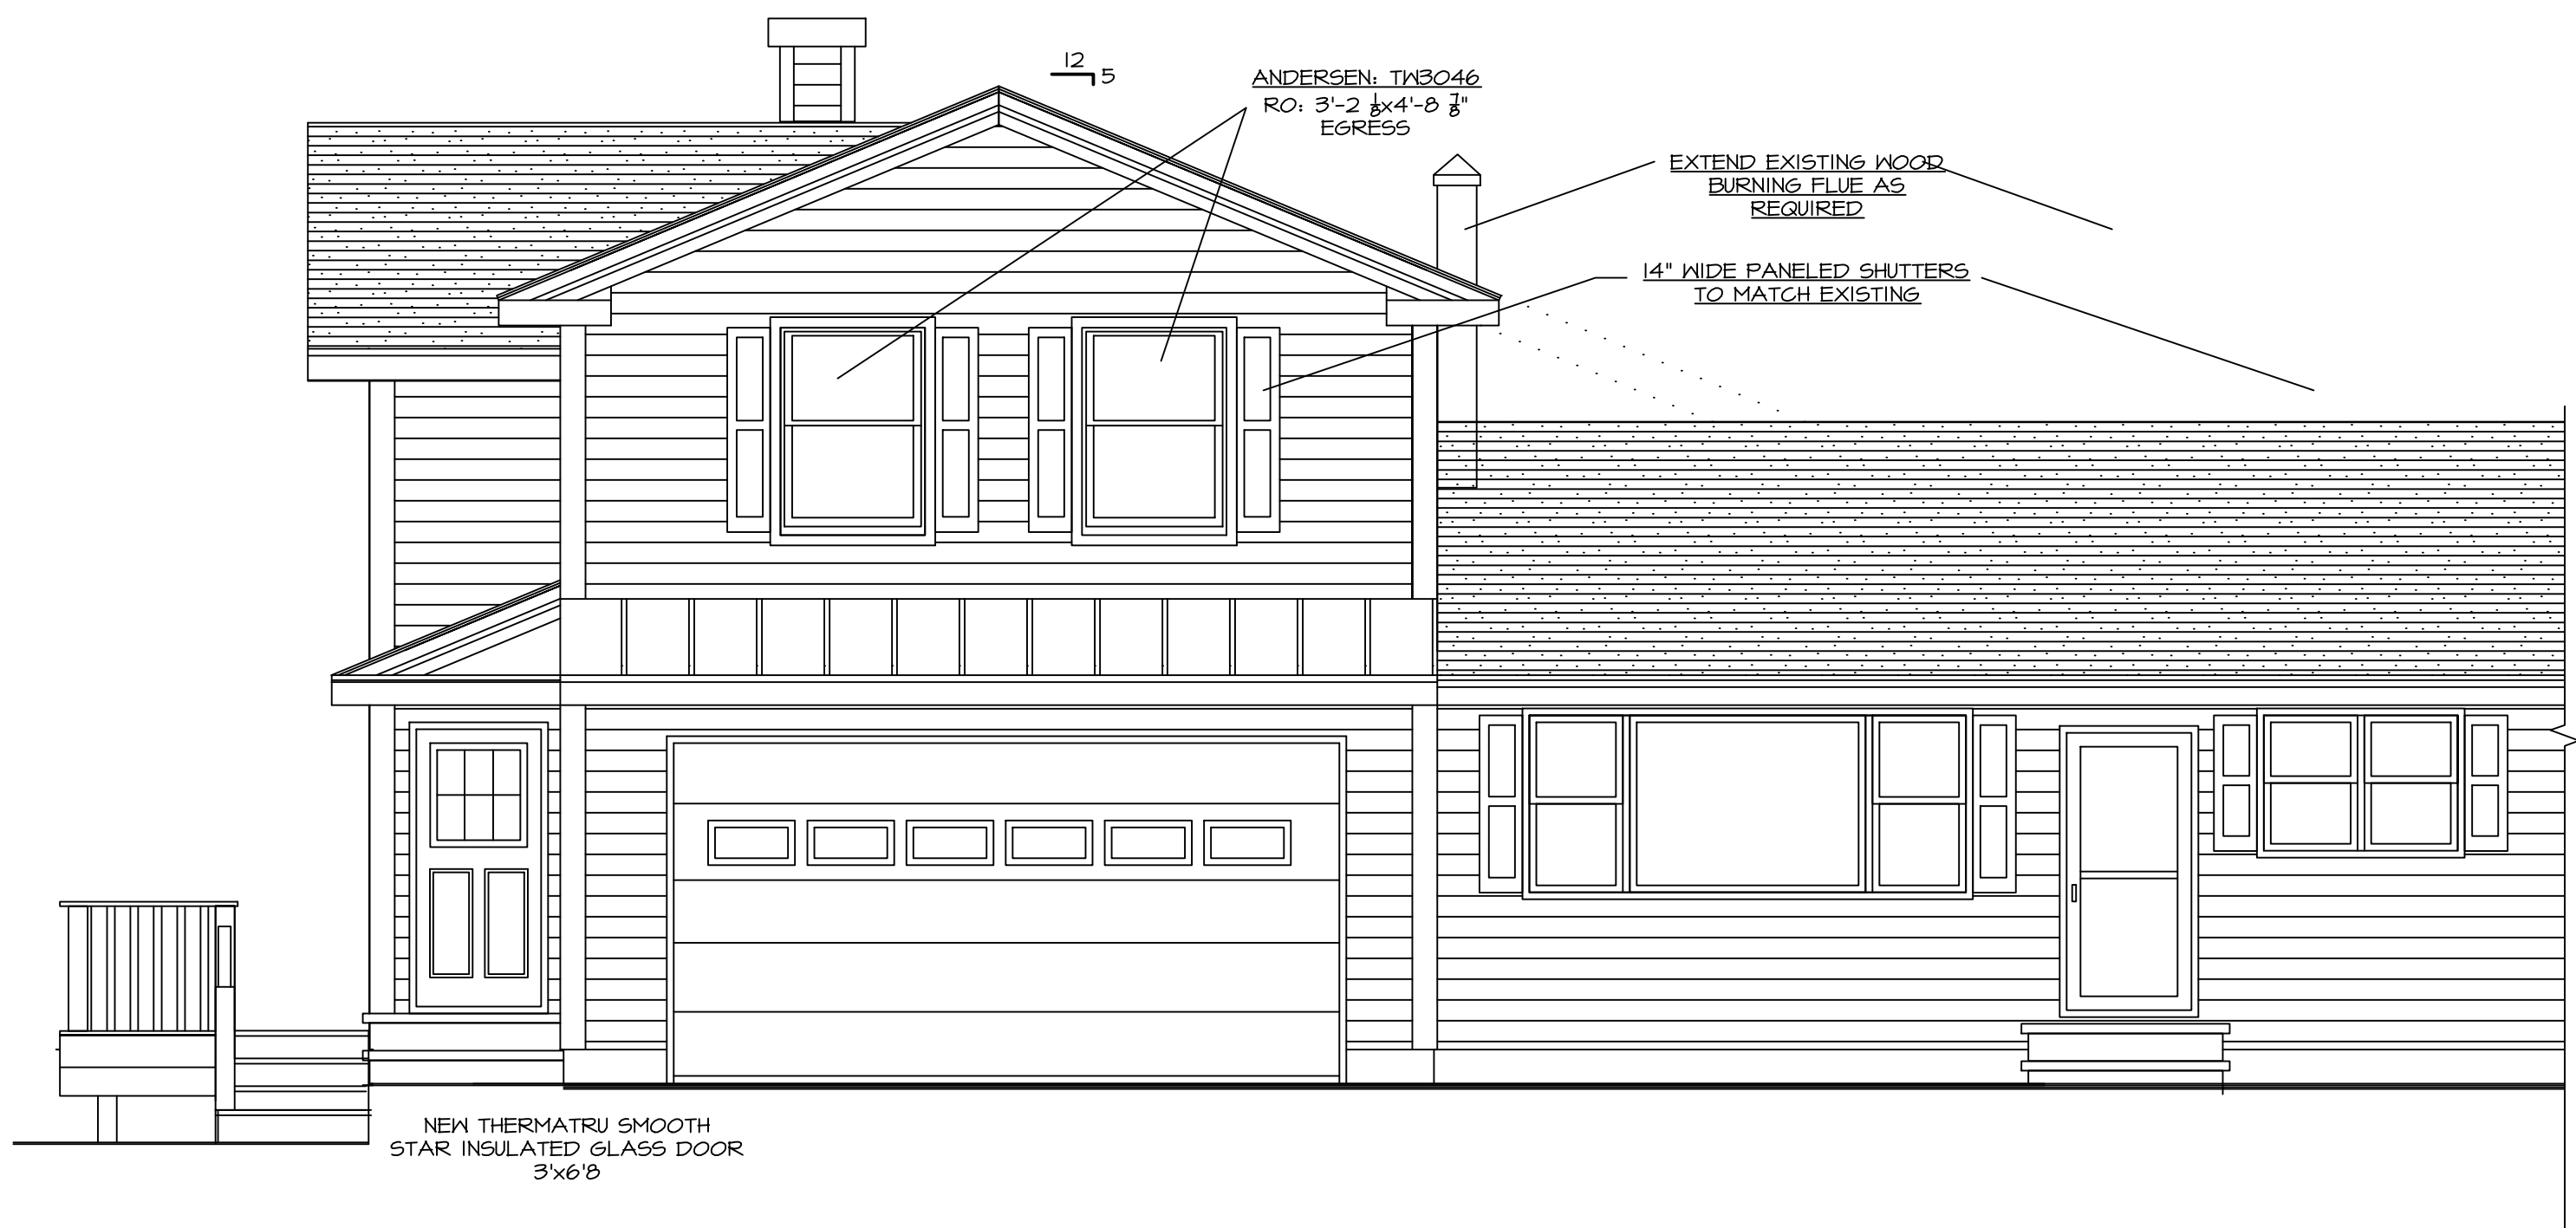 12
5
ANDERSEN: TW3046
RO: 3'-2 ⅛x4'-8 ⅞"
EGRESS
EXTEND EXISTING WOOD
BURNING FLUE AS
REQUIRED
14" WIDE PANELED SHUTTERS
TO MATCH EXISTING
NEW THERMATRU SMOOTH
STAR INSULATED GLASS DOOR
3'x6'8